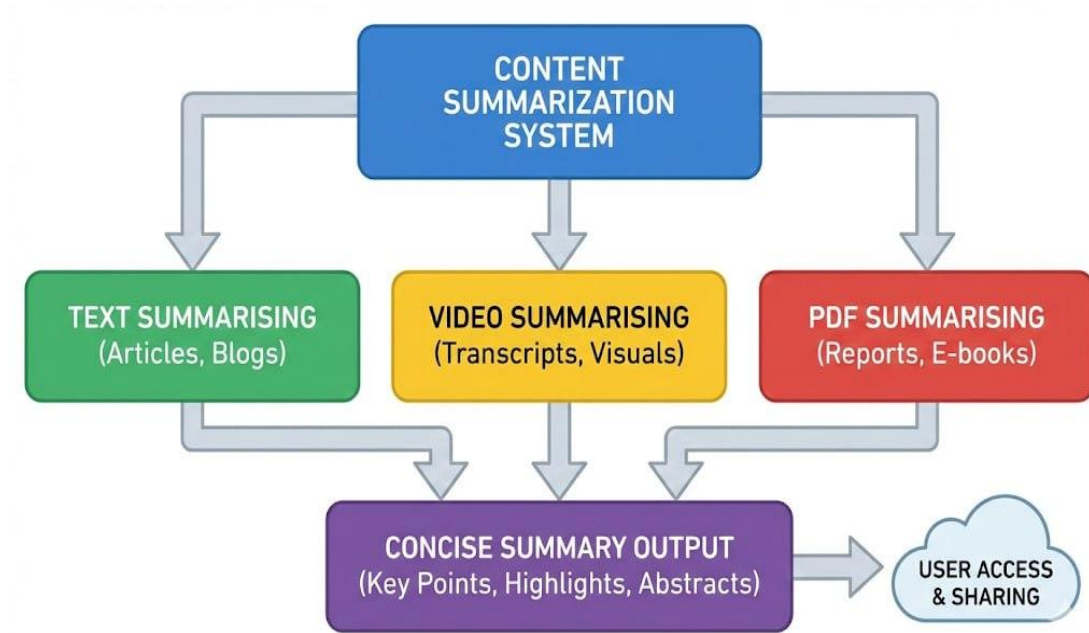 CONTENT
SUMMARIZATION
SYSTEM
TEXT SUMMARISING
(Articles, Blogs)
VIDEO SUMMARISING
(Transcripts, Visuals)
PDF SUMMARISING
(Reports, E-books)
CONCISE SUMMARY OUTPUT
(Key Points, Highlights, Abstracts)
USER ACCESS
& SHARING